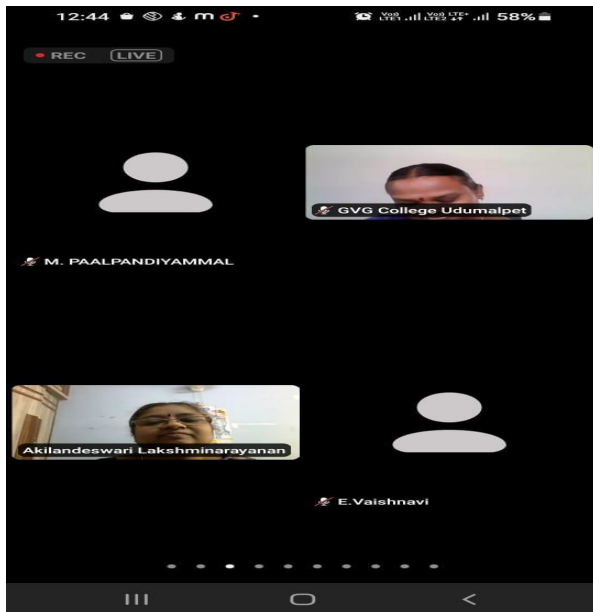 12:44
58%
REC LIVE
GVG College Udumalpet
M. PAALPANDIYAMMAL
Akilandeswari Lakshminarayanan
E.Vaishnavi